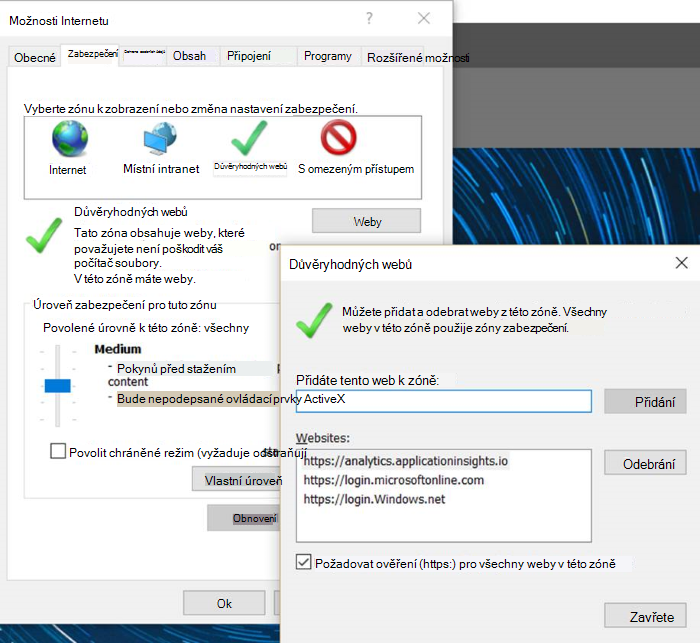 Možnosti Internetu
Obecné Zabezpečení Obsah Připojení Programy Rozšířené možnosti
Vyberte zónu k zobrazení nebo změna nastavení zabezpečení.
Internet Místní intranet Důvěryhodných webů S omezeným přístupem
Důvěryhodných webů
Weby
Tato zóna obsahuje weby, které
považujete není poškodit váš
počítač soubory.
V této zóně máte weby.
Úroveň zabezpečení pro tuto zónu
Povolené úrovně k této zóně: všechny
Medium
- Pokynů před stažením
content
- Bude nepodepsané ovládací prvky ActiveX
Povolit chráněné režim (vyžaduje odstraňují
Vlastní úroveň
Obnovení
Ok
Důvěryhodných webů
Můžete přidat a odebrat weby z této zóně. Všechny
weby v této zóně použije zóny zabezpečení.
Přidáte tento web k zóně:
Přidání
Websites:
https://analytics.applicationinsights.io
https://login.microsoftonline.com
https://login.Windows.net
Odebrání
Požadovat ověření (https:) pro všechny weby v této zóně
Zavřete